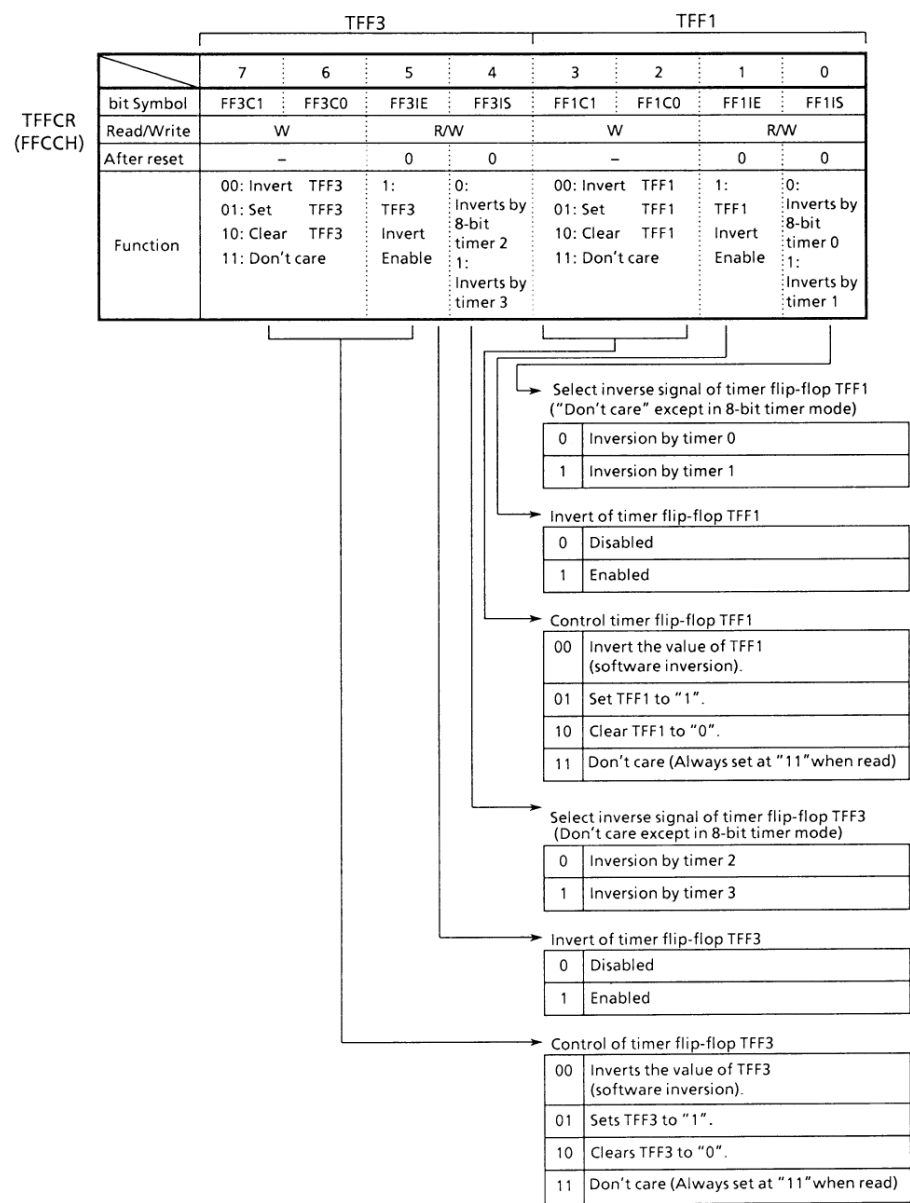 TFF3 TFF1
7 6 5 4 3 2 1 0
bit Symbol FF3C1 FF3C0 FF3IE FF3IS FF1C1 FF1C0 FF1IE FF1IS
TFFCR
(FFCCH)
Read/Write W R/W W R/W
After reset – 0 0 – 0 0
Function
00: Invert TFF3
01: Set TFF3
10: Clear TFF3
11: Don't care
1:
TFF3
Invert
Enable
0:
Inverts by
8-bit
timer 2
1:
Inverts by
timer 3
00: Invert TFF1
01: Set TFF1
10: Clear TFF1
11: Don't care
1:
TFF1
Invert
Enable
0:
Inverts by
8-bit
timer 0
1:
Inverts by
timer 1
Select inverse signal of timer flip-flop TFF1
("Don't care" except in 8-bit timer mode)
0 Inversion by timer 0
1 Inversion by timer 1
Invert of timer flip-flop TFF1
0 Disabled
1 Enabled
Control timer flip-flop TFF1
00 Invert the value of TFF1
(software inversion).
01 Set TFF1 to "1".
10 Clear TFF1 to "0".
11 Don't care (Always set at "11"when read)
Select inverse signal of timer flip-flop TFF3
(Don't care except in 8-bit timer mode)
0 Inversion by timer 2
1 Inversion by timer 3
Invert of timer flip-flop TFF3
0 Disabled
1 Enabled
Control of timer flip-flop TFF3
00 Inverts the value of TFF3
(software inversion).
01 Sets TFF3 to "1".
10 Clears TFF3 to "0".
11 Don't care (Always set at "11"when read)